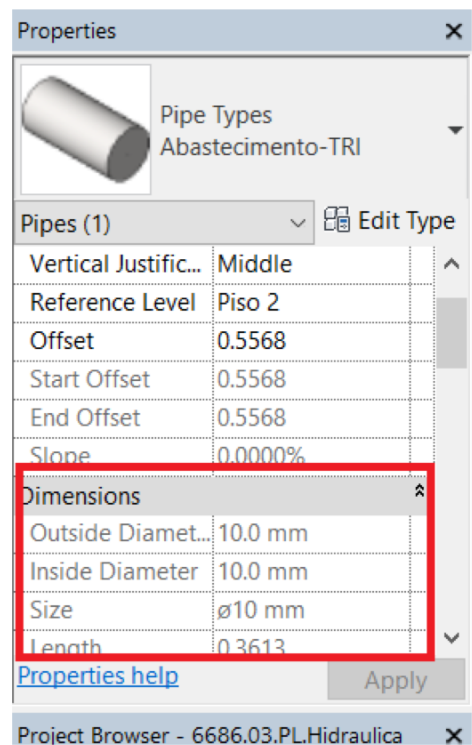 Properties
Pipe Types
Abastecimento-TRI
Pipes (1) Edit Type
Vertical Justific... Middle
Reference Level Piso 2
Offset 0.5568
Start Offset 0.5568
End Offset 0.5568
Slope 0.0000%
Dimensions
Outside Diamet... 10.0 mm
Inside Diameter 10.0 mm
Size ø10 mm
Length 0.3613
Properties help Apply
Project Browser - 6686.03.PL.Hidraulica